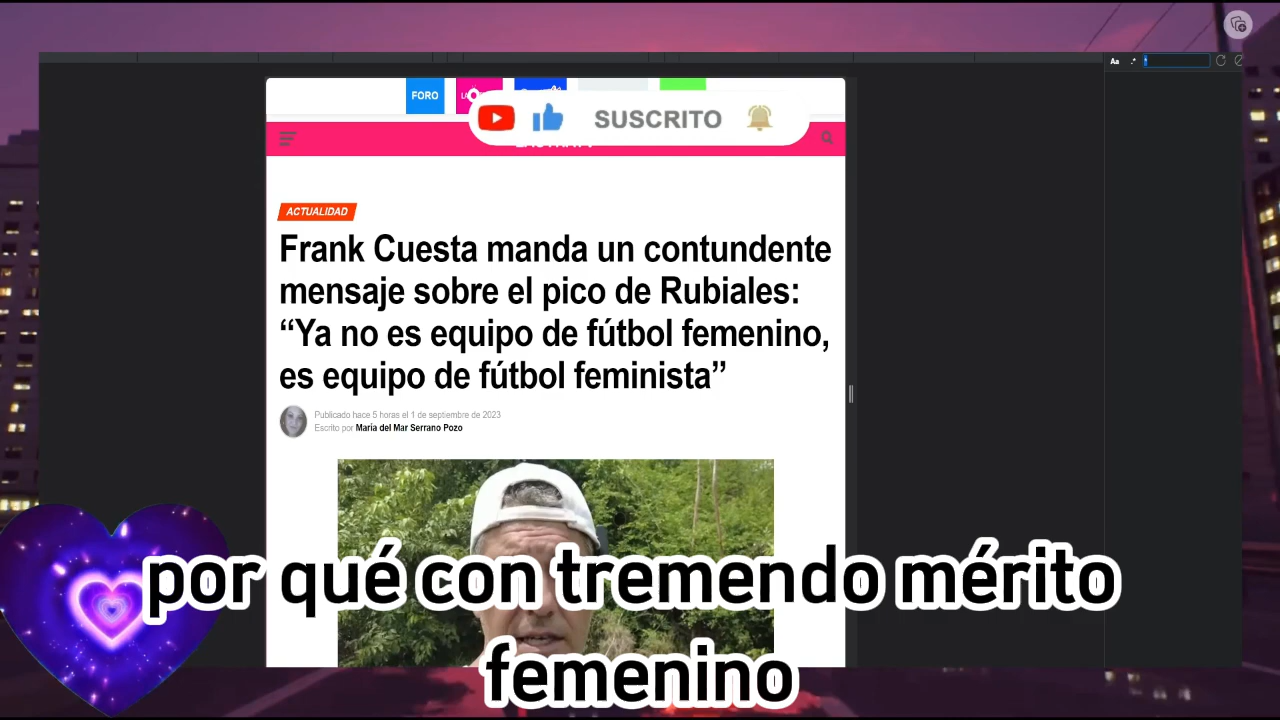 Aa .*
FORO
SUSCRITO
ACTUALIDAD
Frank Cuesta manda un contundente
mensaje sobre el pico de Rubiales:
“Ya no es equipo de fútbol femenino,
es equipo de fútbol feminista”
Publicado hace 5 horas el 1 de septiembre de 2023
Escrito por María del Mar Serrano Pozo
por qué con tremendo mérito
femenino